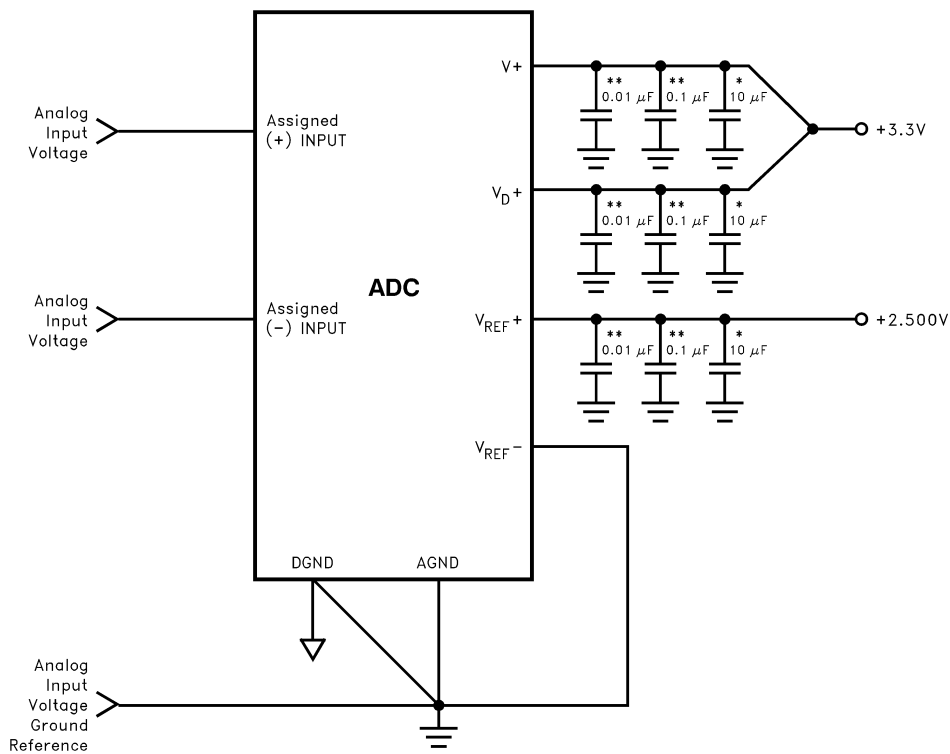 V+
** ** *
0.01 μF 0.1 μF 10 μF
Analog
Input
Voltage
Assigned
(+) INPUT
+3.3V
VD+
** ** *
0.01 μF 0.1 μF 10 μF
ADC
Analog
Input
Voltage
Assigned
(−) INPUT
VREF+
+2.500V
** ** *
0.01 μF 0.1 μF 10 μF
VREF−
DGND AGND
Analog
Input
Voltage
Ground
Reference